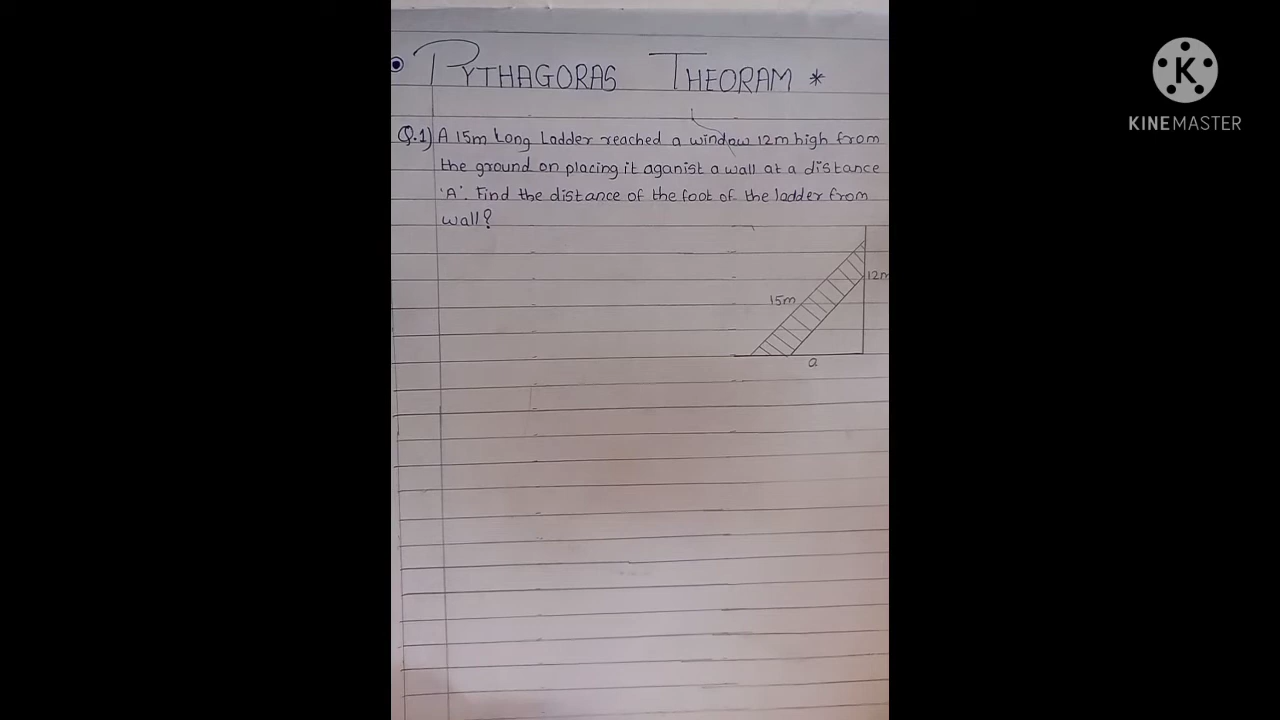 PYTHAGORAS THEORAM *
Q.1) A 15m Long Ladder reached a window 12m high from
the ground on placing it aganist a wall at a distance
'A'. Find the distance of the foot of the ladder from
wall?
12m
15m
a
K
KINEMASTER